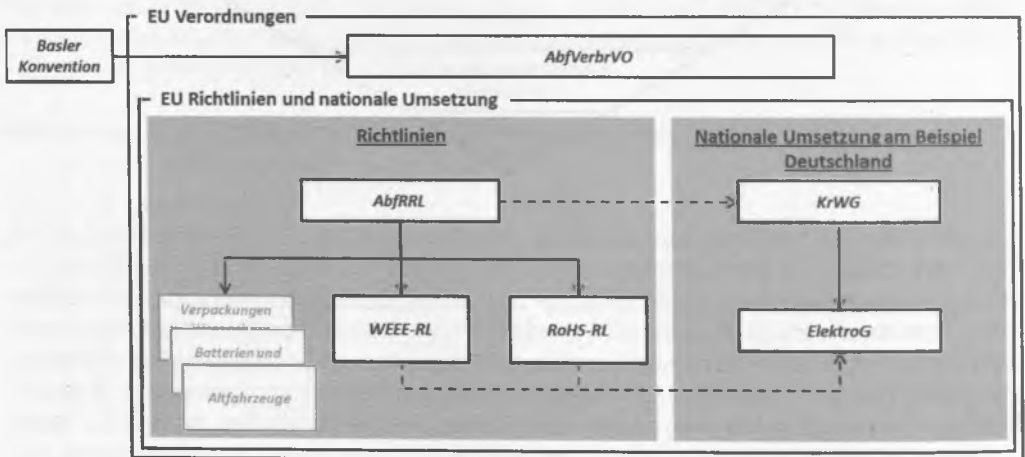 EU Verordnungen
Basler
Konvention
AbfVerbrVO
EU Richtlinien und nationale Umsetzung
Richtlinien
Nationale Umsetzung am Beispiel
Deutschland
AbfRRL
KrWG
Verpackungen
WEEE-RL
RoHS-RL
ElektroG
Batterien und
Altfahrzeuge